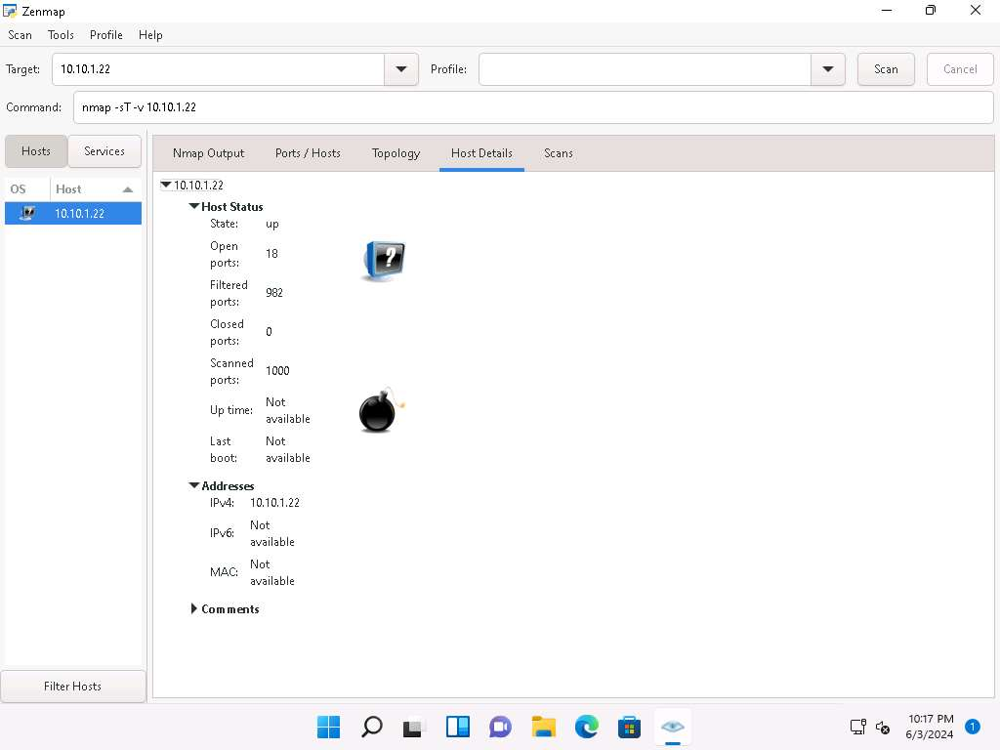 Zenmap
Scan Tools Profile Help
Target: 10.10.1.22 Profile: Scan Cancel
Command: nmap -sT -v 10.10.1.22
Hosts Services
Nmap Output Ports / Hosts Topology Host Details Scans
OS Host
10.10.1.22
10.10.1.22
Host Status
State: up
Open
ports: 18
Filtered
ports: 982
Closed
ports: 0
Scanned
ports: 1000
Up time: Not
available
Last
boot: Not
available
Addresses
IPv4: 10.10.1.22
IPv6: Not
available
MAC: Not
available
Comments
Filter Hosts
?
10:17 PM
6/3/2024
1